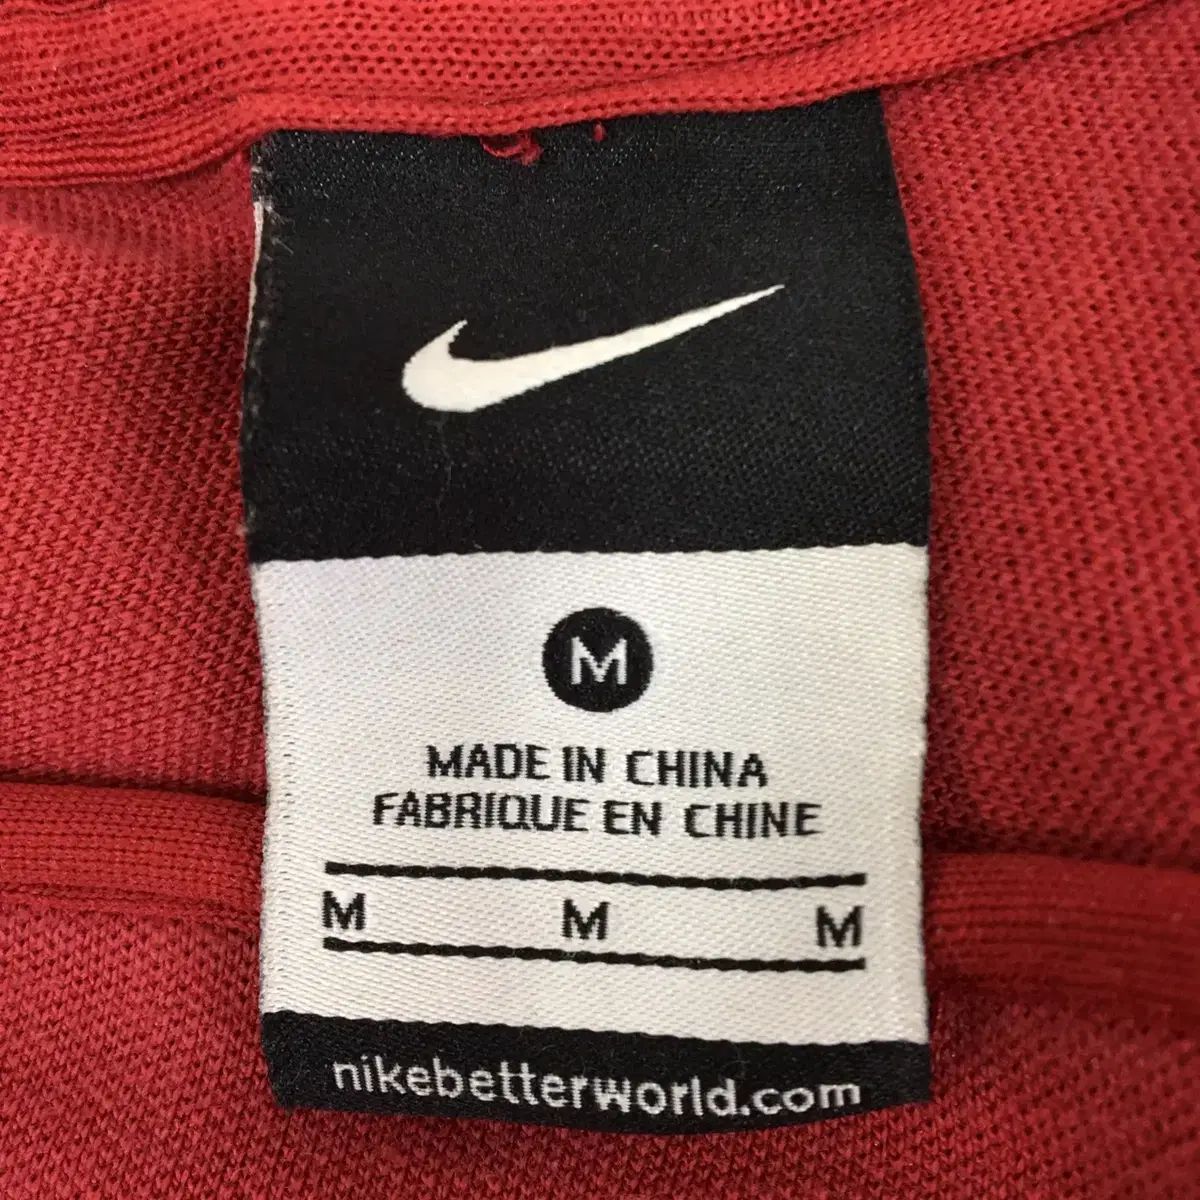 M
MADE IN CHINA
FABRIQUE EN CHINE
M M M
nikebetterworld.com